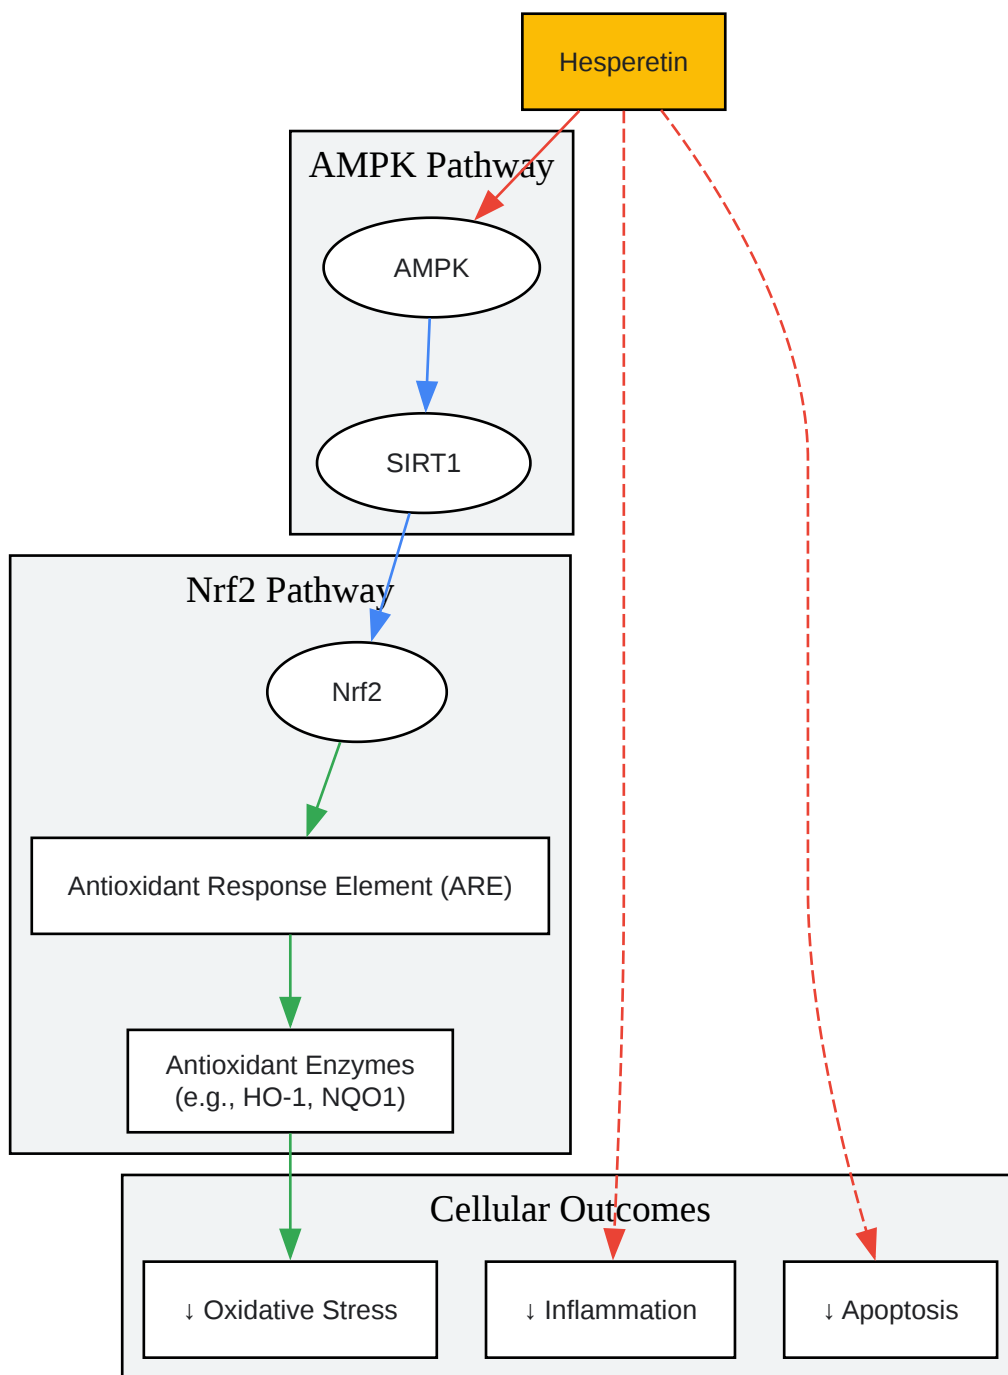 Hesperetin
AMPK Pathway
AMPK
SIRT1
Nrf2 Pathway
Nrf2
Antioxidant Response Element (ARE)
Antioxidant Enzymes
(e.g., HO-1, NQO1)
Cellular Outcomes
↓ Oxidative Stress
↓ Inflammation
↓ Apoptosis